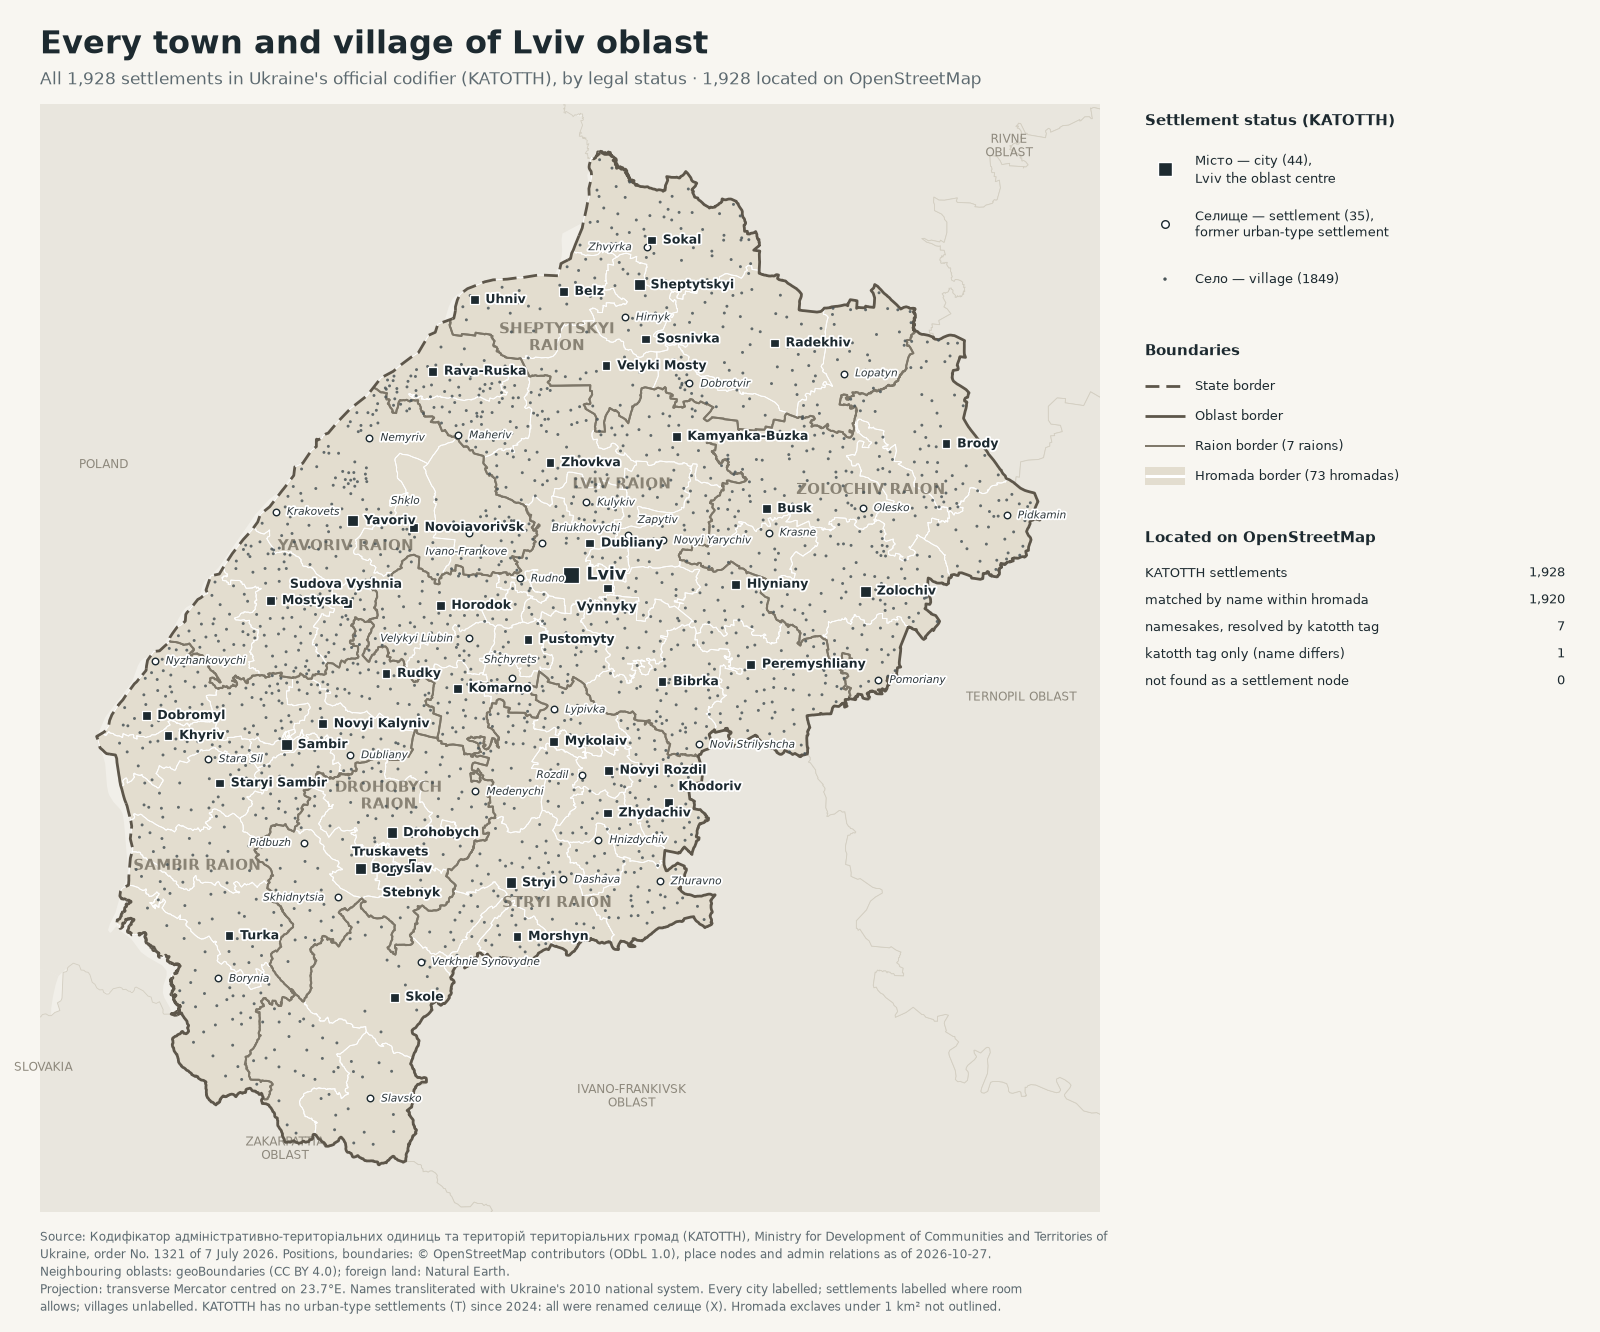 Every town and village of Lviv oblast
All 1,928 settlements in Ukraine's official codifier (KATOTTH), by legal status · 1,928 located on OpenStreetMap
RIVNE
OBLAST
Zhvyrka
Sokal
Sheptytskyi
Belz
Uhniv
Hirnyk
SHEPTYTSKYI
RAION
Sosnivka
Radekhiv
Velyki Mosty
Rava-Ruska
Dobrotvir
Lopatyn
Nemyriv
Maheriv
Kamyanka-Buzka
Brody
POLAND
Zhovkva
LVIV RAION
ZOLOCHIV RAION
Shklo
Kulykiv
Krakovets
Yavoriv
Zapytiv
Busk
Olesko
Pidkamin
Novoiavorivsk
Briukhovychi
Krasne
YAVORIV RAION
Ivano-Frankove
Dubliany
Novyi Yarychiv
Rudno
Lviv
Sudova Vyshnia
Hlyniany
Zolochiv
Mostyska
Horodok
Vynnyky
Velykyi Liubin
Pustomyty
Nyzhankovychi
Shchyrets
Peremyshliany
Rudky
Komarno
Bibrka
Pomoriany
TERNOPIL OBLAST
Dobromyl
Novyi Kalyniv
Lypivka
Khyriv
Sambir
Mykolaiv
Novi Strilyshcha
Stara Sil
Dubliany
Staryi Sambir
DROHOBYCH
RAION
Medenychi
Rozdil
Novyi Rozdil
Khodoriv
Zhydachiv
Drohobych
Pidbuzh
Truskavets
Hnizdychiv
SAMBIR RAION
Boryslav
Stebnyk
Stryi
Dashava
Zhuravno
Skhidnytsia
STRYI RAION
Turka
Morshyn
Borynia
Verkhnie Synovydne
Skole
SLOVAKIA
Slavsko
IVANO-FRANKIVSK
OBLAST
ZAKARPATTIA
OBLAST
Settlement status (KATOTTH)
Місто — city (44),
Lviv the oblast centre
Селище — settlement (35),
former urban-type settlement
Село — village (1849)
Boundaries
State border
Oblast border
Raion border (7 raions)
Hromada border (73 hromadas)
Located on OpenStreetMap
KATOTTH settlements 1,928
matched by name within hromada 1,920
namesakes, resolved by katotth tag 7
katotth tag only (name differs) 1
not found as a settlement node 0
Source: Кодифікатор адміністративно-територіальних одиниць та територій територіальних громад (KATOTTH), Ministry for Development of Communities and Territories of
Ukraine, order No. 1321 of 7 July 2026. Positions, boundaries: © OpenStreetMap contributors (ODbL 1.0), place nodes and admin relations as of 2026-10-27.
Neighbouring oblasts: geoBoundaries (CC BY 4.0); foreign land: Natural Earth.
Projection: transverse Mercator centred on 23.7°E. Names transliterated with Ukraine's 2010 national system. Every city labelled; settlements labelled where room
allows; villages unlabelled. KATOTTH has no urban-type settlements (T) since 2024: all were renamed селище (X). Hromada exclaves under 1 km² not outlined.